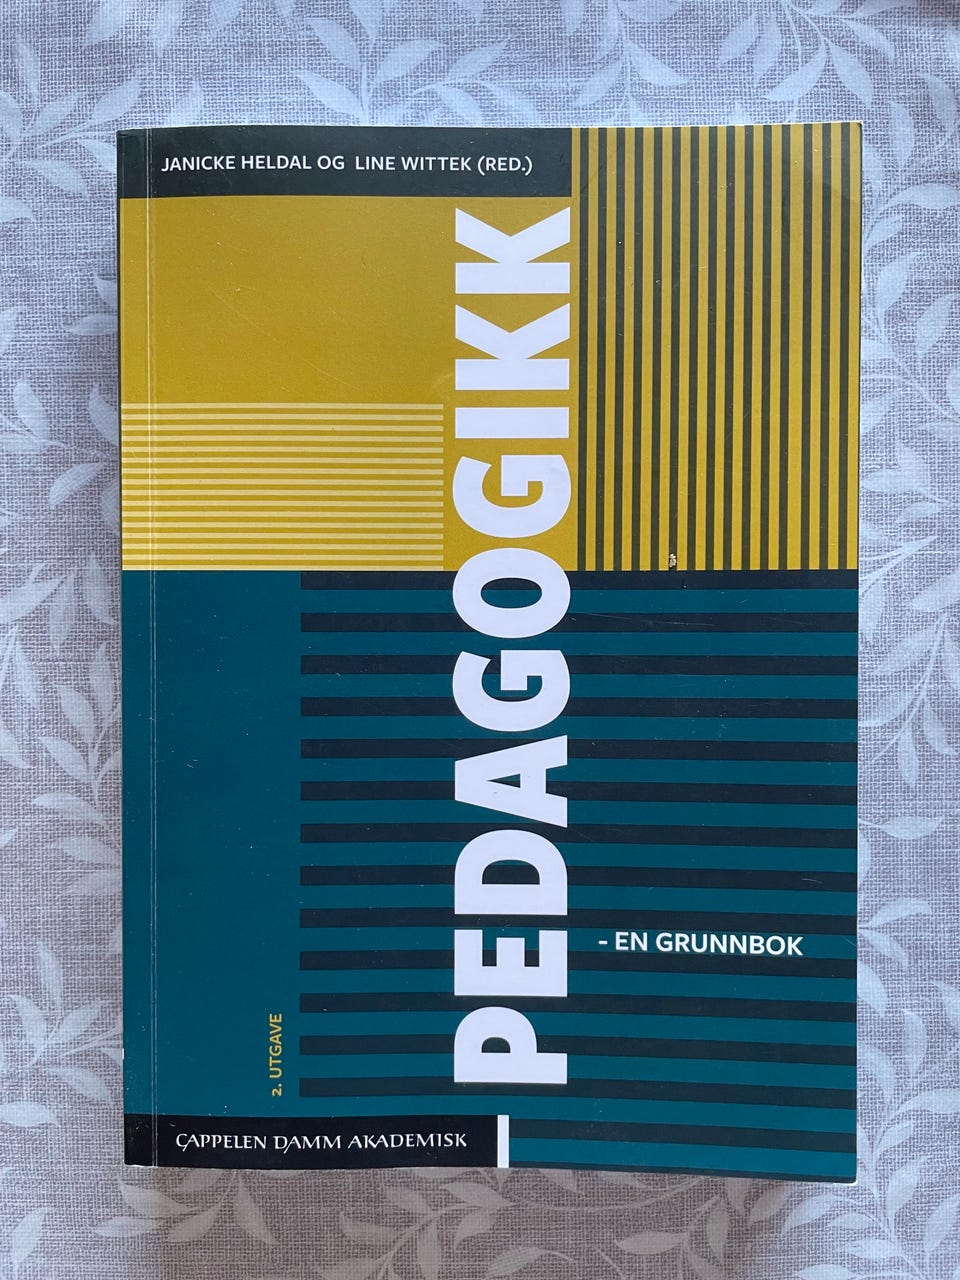 JANICKE HELDAL OG LINE WITTEK (RED.)
PEDAGOGIKK
- EN GRUNNBOK
2. UTGAVE
CAPPELEN DAMM AKADEMISK